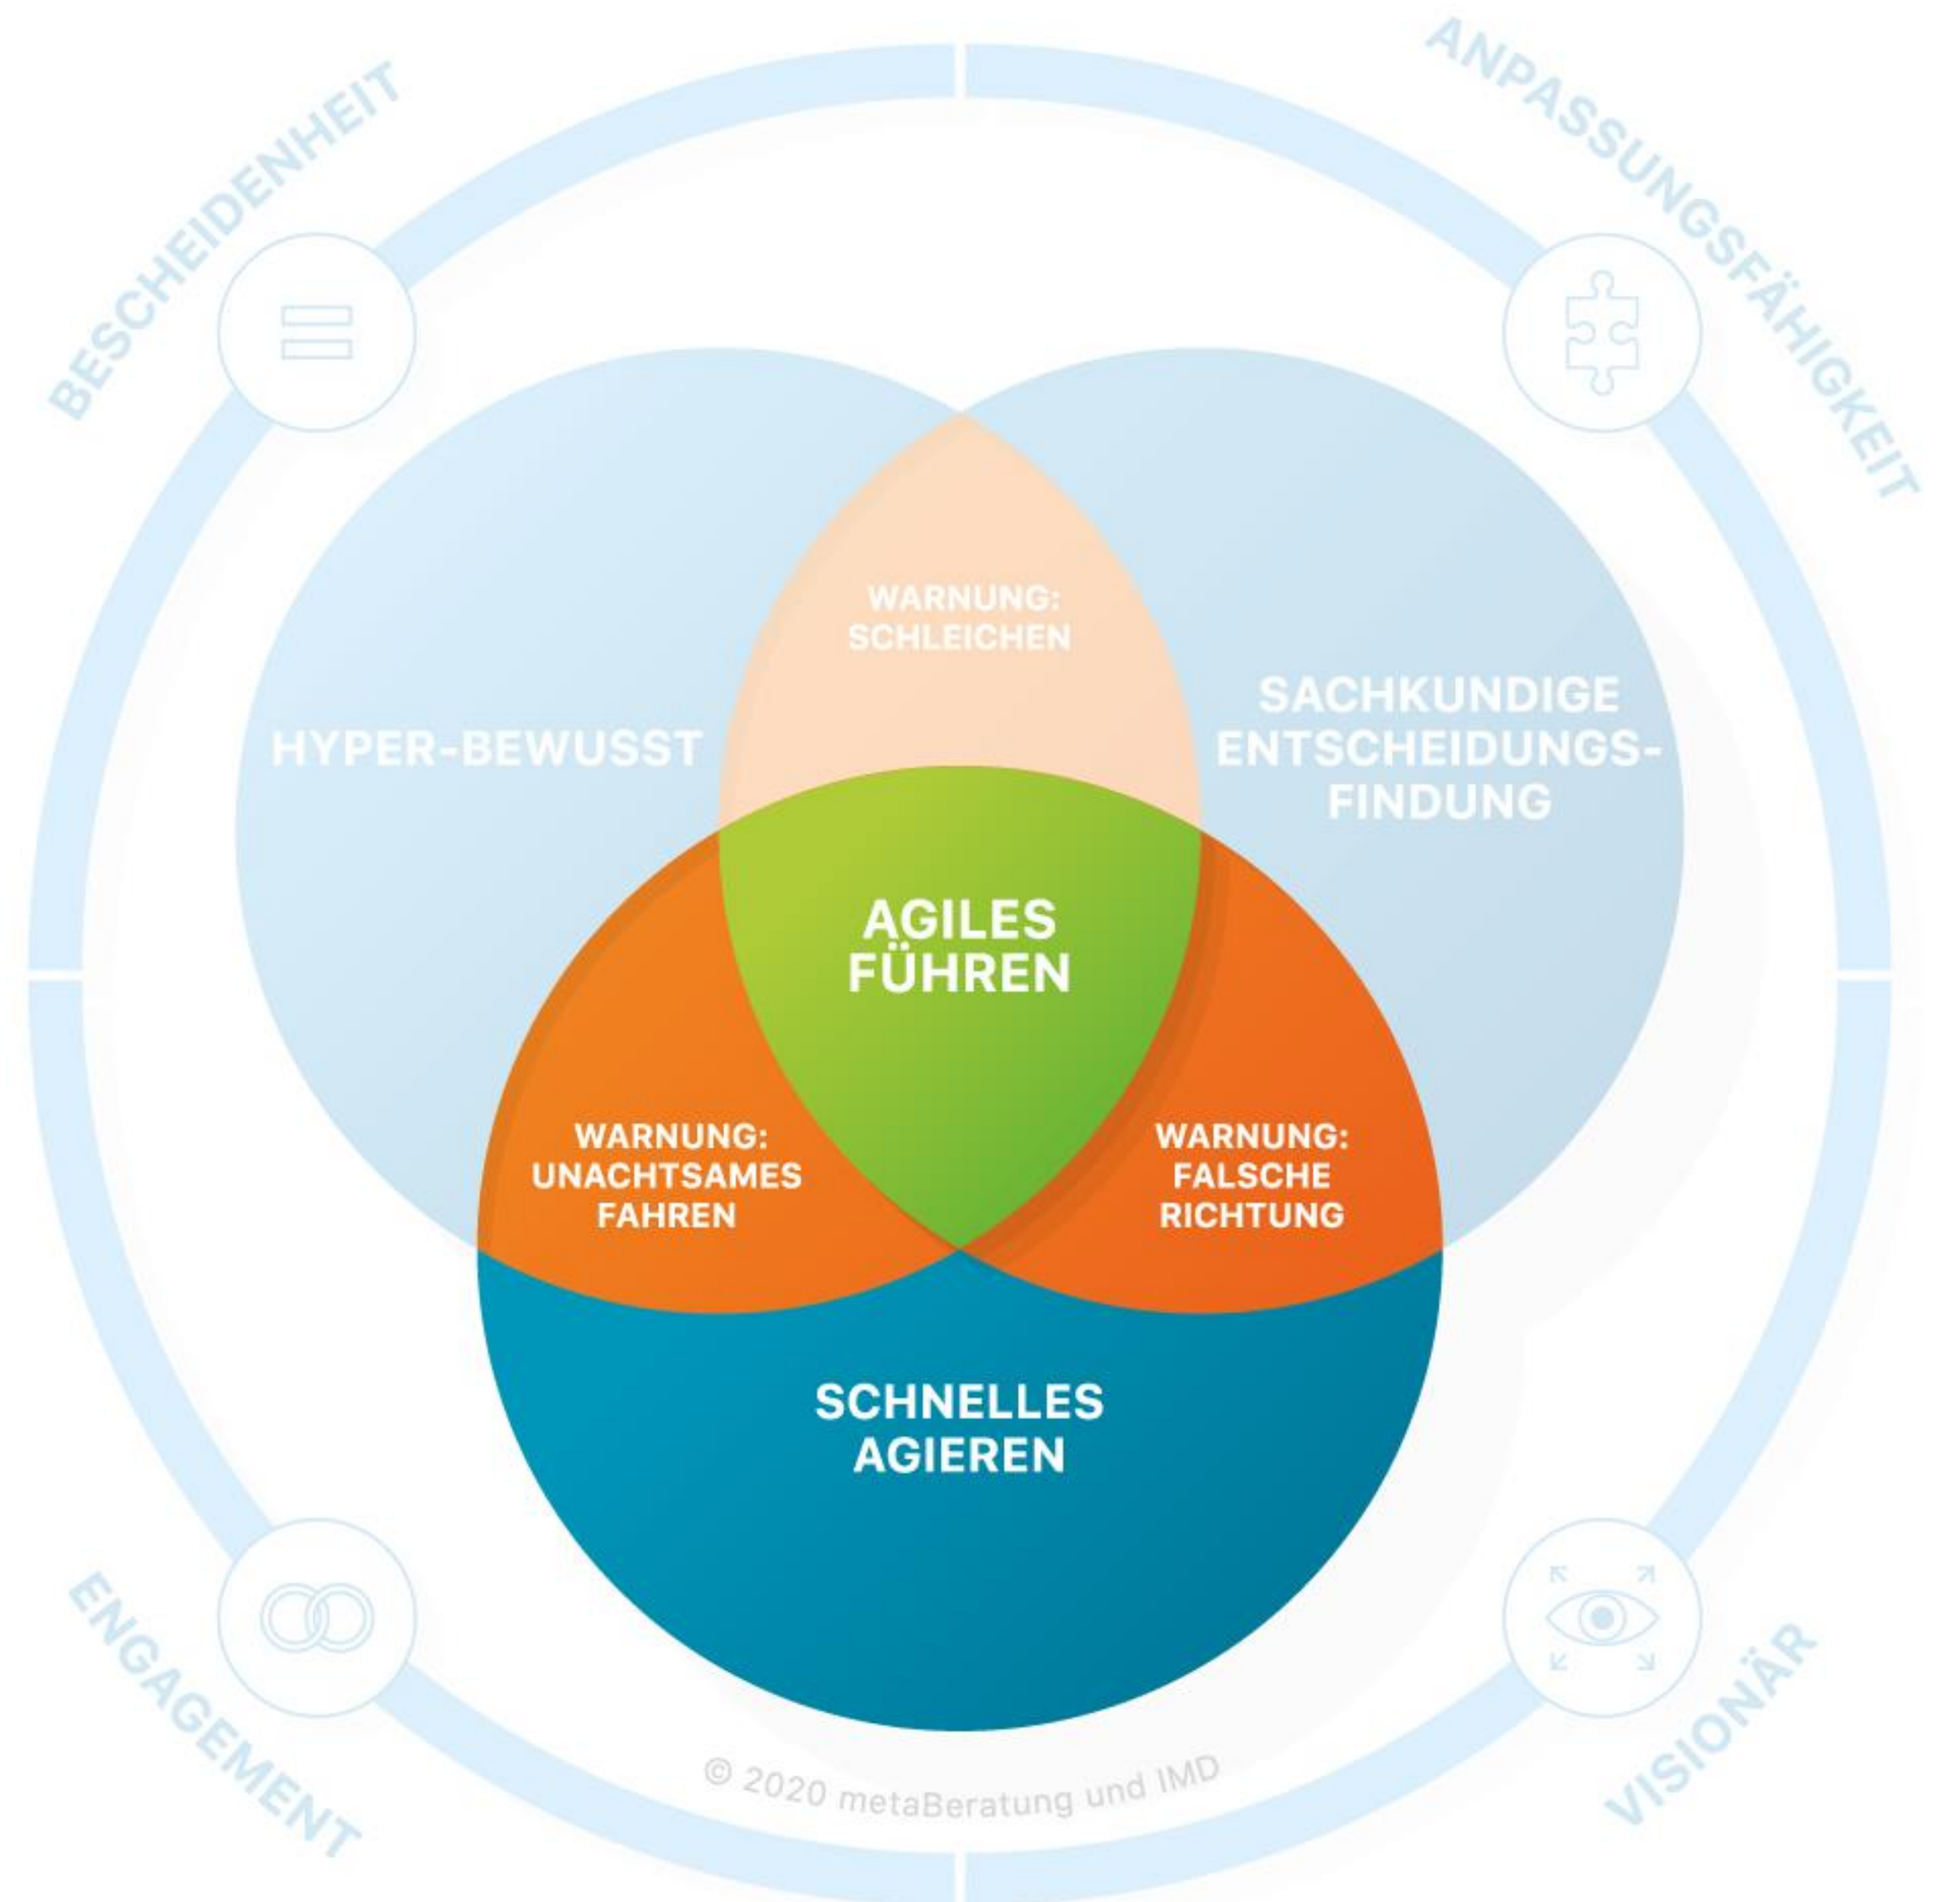 BESCHEIDENHEIT
ANPASSUNGSFÄHIGKEIT
WARNUNG:
SCHLEICHEN
HYPER-BEWUSST
SACHKUNDIGE
ENTSCHEIDUNGS-
FINDUNG
AGILES
FÜHREN
WARNUNG:
UNACHTSAMES
FAHREN
WARNUNG:
FALSCHE
RICHTUNG
SCHNELLES
AGIEREN
ENGAGEMENT
VISIONÄR
© 2020 metaBeratung und IMD